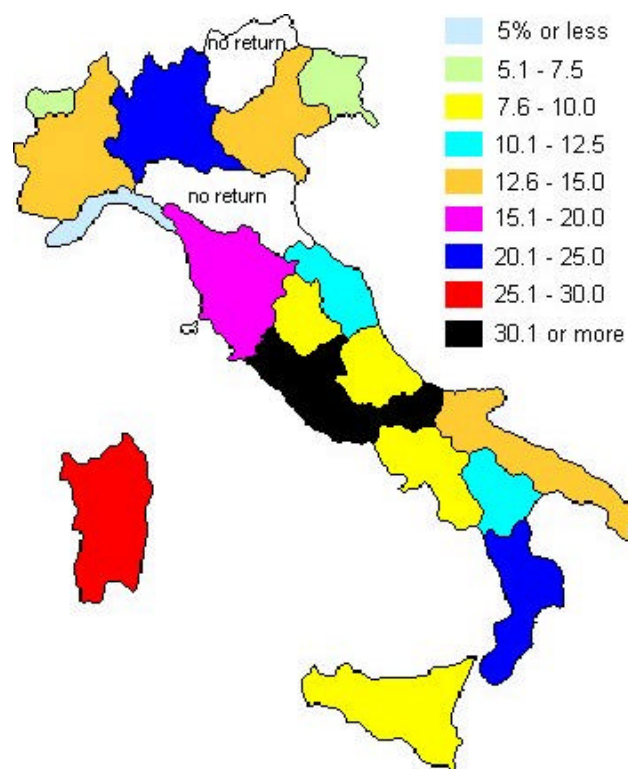 no return
5% or less
5.1 - 7.5
7.6 - 10.0
10.1 - 12.5
12.6 - 15.0
no return
15.1 - 20.0
20.1 - 25.0
25.1 - 30.0
30.1 or more